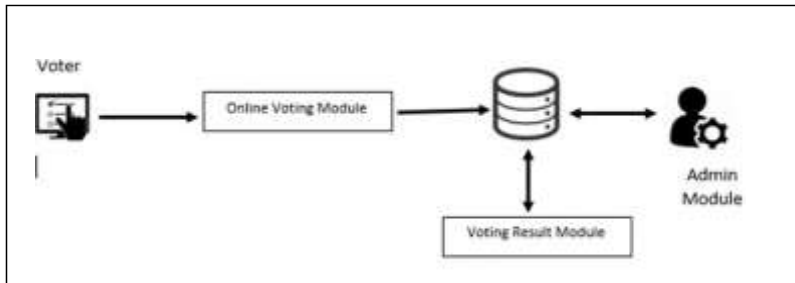 Voter
Online Voting Module
Admin
Module
Voting Result Module